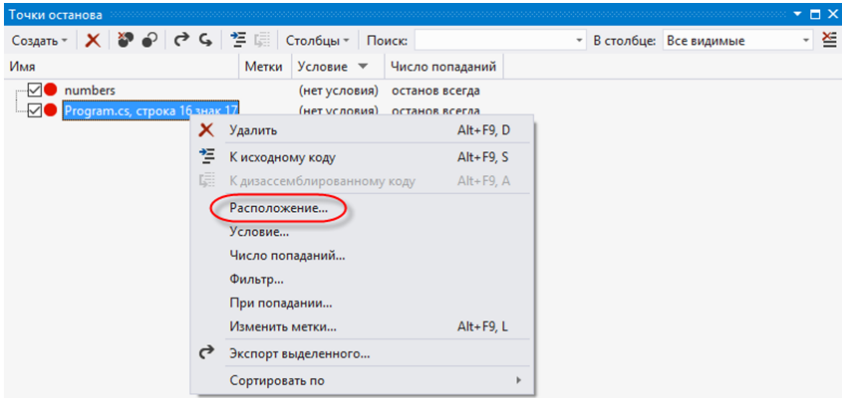 Точки останова
Создать Столбцы Поиск: В столбце: Все видимые
Имя Метки Условие Число попаданий
numbers (нет условия) останов всегда
Program.cs, строка 16 знак 17 (нет условия) останов всегда
Удалить Alt+F9, D
К исходному коду Alt+F9, S
К дизассемблированному коду Alt+F9, A
Расположение...
Условие...
Число попаданий...
Фильтр...
При попадании...
Изменить метки... Alt+F9, L
Экспорт выделенного...
Сортировать по